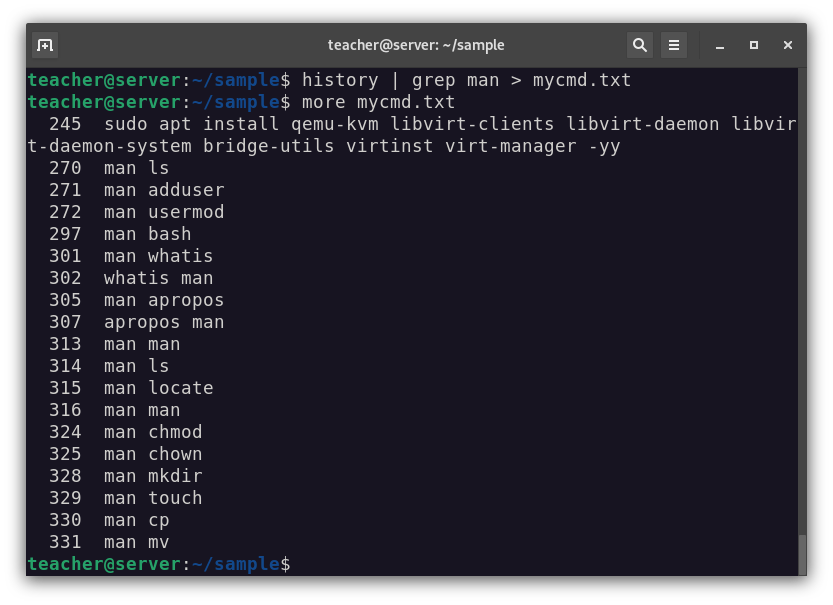 teacher@server: ~/sample
teacher@server:~/sample$ history | grep man > mycmd.txt
teacher@server:~/sample$ more mycmd.txt
  245  sudo apt install qemu-kvm libvirt-clients libvirt-daemon libvir
t-daemon-system bridge-utils virtinst virt-manager -yy
  270  man ls
  271  man adduser
  272  man usermod
  297  man bash
  301  man whatis
  302  whatis man
  305  man apropos
  307  apropos man
  313  man man
  314  man ls
  315  man locate
  316  man man
  324  man chmod
  325  man chown
  328  man mkdir
  329  man touch
  330  man cp
  331  man mv
teacher@server:~/sample$